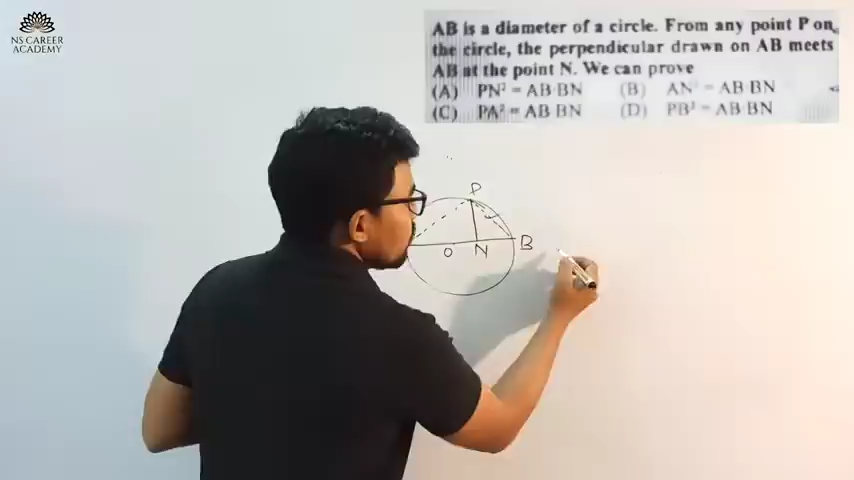 NS CAREER
ACADEMY
AB is a diameter of a circle. From any point P on
the circle, the perpendicular drawn on AB meets
AB at the point N. We can prove
(A) PN² = AB·BN (B) AN² = AB·BN
(C) PA² = AB·BN (D) PB² = AB·BN
P
O N B